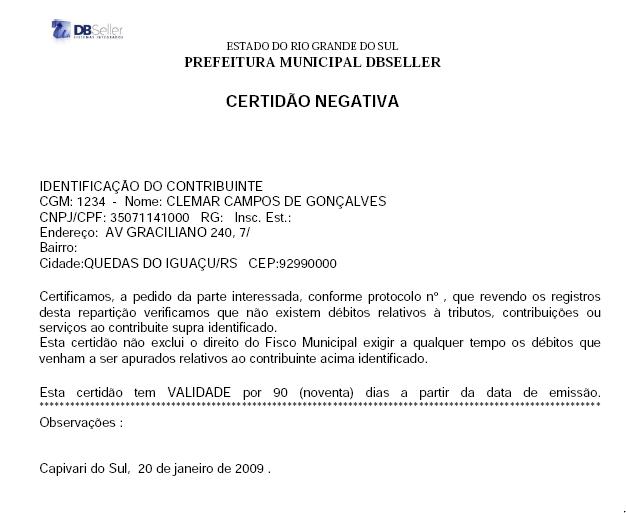 DBSeller
SISTEMAS INTEGRADOS
ESTADO DO RIO GRANDE DO SUL
PREFEITURA MUNICIPAL DBSELLER
CERTIDÃO NEGATIVA
IDENTIFICAÇÃO DO CONTRIBUINTE
CGM: 1234 - Nome: CLEMAR CAMPOS DE GONÇALVES
CNPJ/CPF: 35071141000 RG: Insc. Est.:
Endereço: AV GRACILIANO 240, 7/
Bairro:
Cidade:QUEDAS DO IGUAÇU/RS CEP:92990000
Certificamos, a pedido da parte interessada, conforme protocolo nº , que revendo os registros
desta repartição verificamos que não existem débitos relativos à tributos, contribuições ou
serviços ao contribuite supra identificado.
Esta certidão não exclui o direito do Fisco Municipal exigir a qualquer tempo os débitos que
venham a ser apurados relativos ao contribuinte acima identificado.
Esta certidão tem VALIDADE por 90 (noventa) dias a partir da data de emissão.
****************************************************************************************************************
Observações :
Capivari do Sul, 20 de janeiro de 2009 .